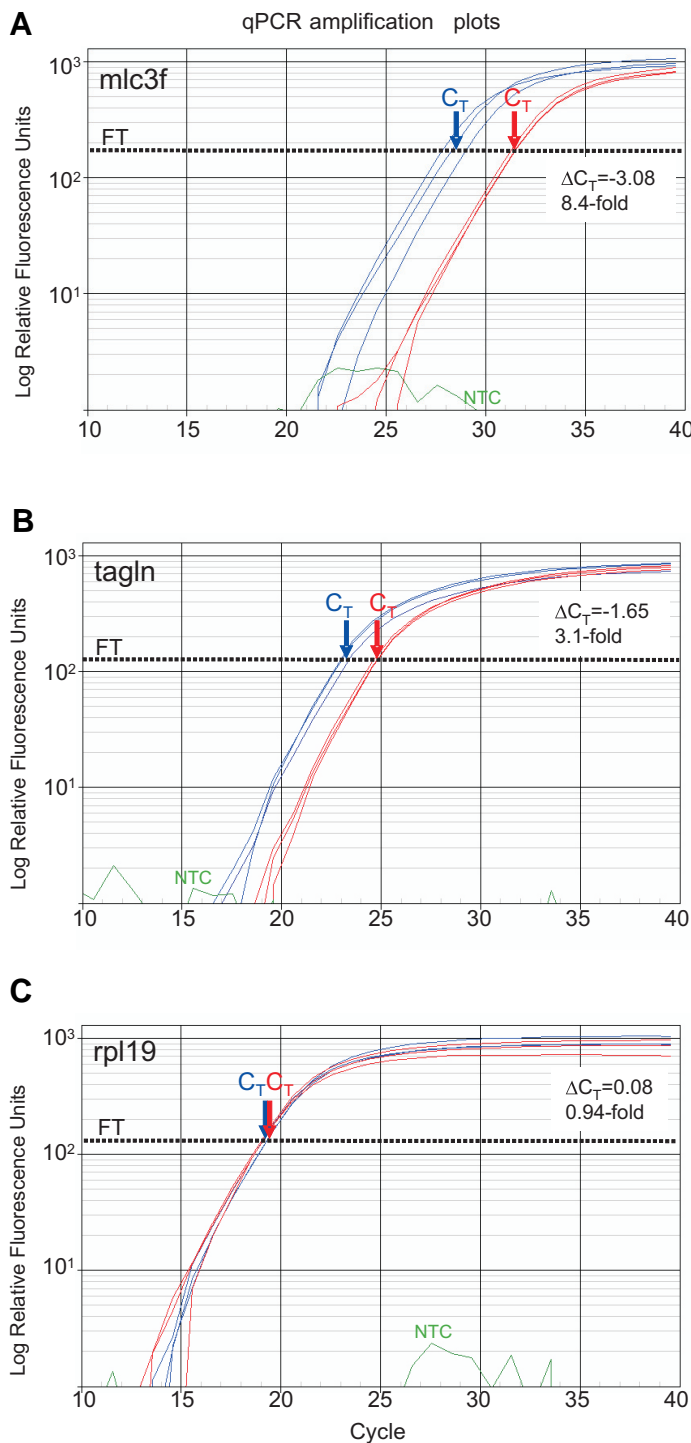 A
qPCR amplification plots
Log Relative Fluorescence Units
10³
10²
10¹
mlc3f
FT
C_T C_T
ΔC_T=-3.08
8.4-fold
NTC
10 15 20 25 30 35 40
B
Log Relative Fluorescence Units
10³
10²
10¹
tagln
FT
C_T C_T
ΔC_T=-1.65
3.1-fold
NTC
10 15 20 25 30 35 40
C
Log Relative Fluorescence Units
10³
10²
10¹
rpl19
FT
C_T C_T
ΔC_T=0.08
0.94-fold
NTC
10 15 20 25 30 35 40
Cycle